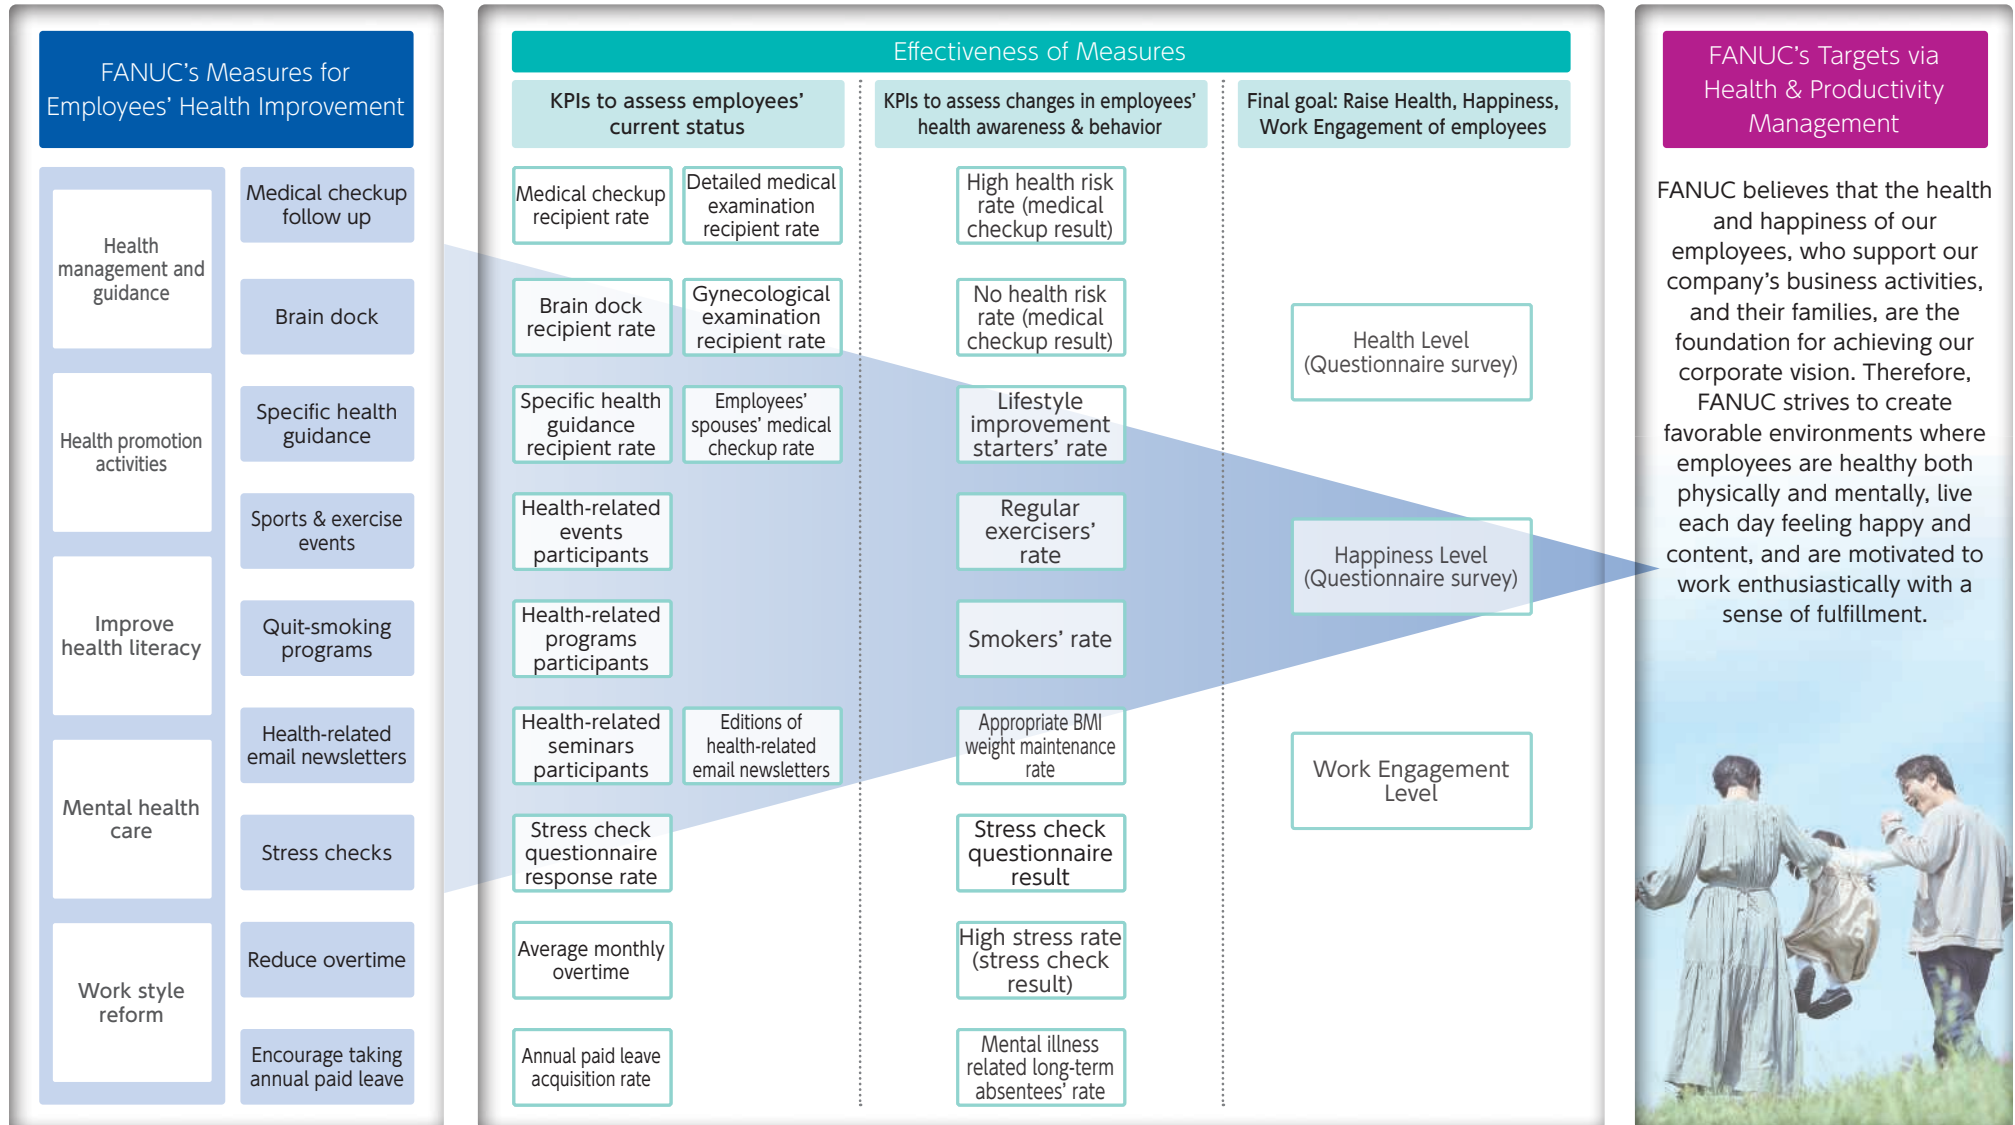 FANUC's Measures for
Employees' Health Improvement
Health
management and
guidance
Health promotion
activities
Improve
health literacy
Mental health
care
Work style
reform
Medical checkup
follow up
Brain dock
Specific health
guidance
Sports & exercise
events
Quit-smoking
programs
Health-related
email newsletters
Stress checks
Reduce overtime
Encourage taking
annual paid leave
Effectiveness of Measures
KPIs to assess employees'
current status
Medical checkup
recipient rate
Detailed medical
examination
recipient rate
Brain dock
recipient rate
Gynecological
examination
recipient rate
Specific health
guidance
recipient rate
Employees'
spouses' medical
checkup rate
Health-related
events
participants
Health-related
programs
participants
Health-related
seminars
participants
Editions of
health-related
email newsletters
Stress check
questionnaire
response rate
Average monthly
overtime
Annual paid leave
acquisition rate
KPIs to assess changes in employees'
health awareness & behavior
High health risk
rate (medical
checkup result)
No health risk
rate (medical
checkup result)
Lifestyle
improvement
starters' rate
Regular
exercisers'
rate
Smokers' rate
Appropriate BMI
weight maintenance
rate
Stress check
questionnaire
result
High stress rate
(stress check
result)
Mental illness
related long-term
absentees' rate
Final goal: Raise Health, Happiness,
Work Engagement of employees
Health Level
(Questionnaire survey)
Happiness Level
(Questionnaire survey)
Work Engagement
Level
FANUC's Targets via
Health & Productivity
Management
FANUC believes that the health
and happiness of our
employees, who support our
company's business activities,
and their families, are the
foundation for achieving our
corporate vision. Therefore,
FANUC strives to create
favorable environments where
employees are healthy both
physically and mentally, live
each day feeling happy and
content, and are motivated to
work enthusiastically with a
sense of fulfillment.